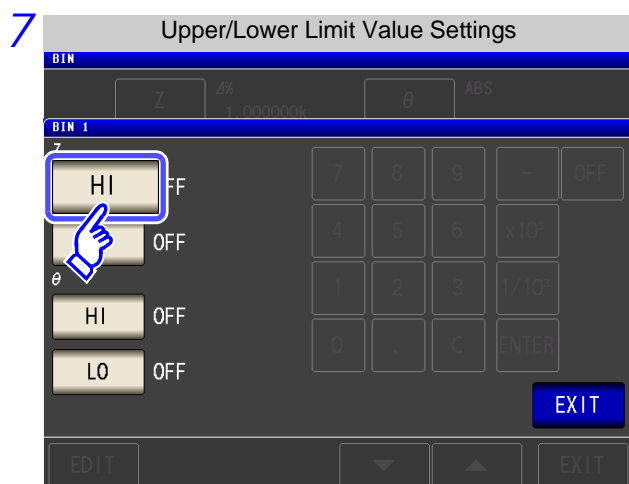 7
Upper/Lower Limit Value Settings
BIN
Z Δ% 1.000000k θ ABS
BIN 1
Z
HI FF
OFF
θ
HI OFF
LO OFF
7 8 9 - OFF
4 5 6 x10³
1 2 3 1/10³
0 . C ENTER
EXIT
EDIT ▼ ▲ EXIT